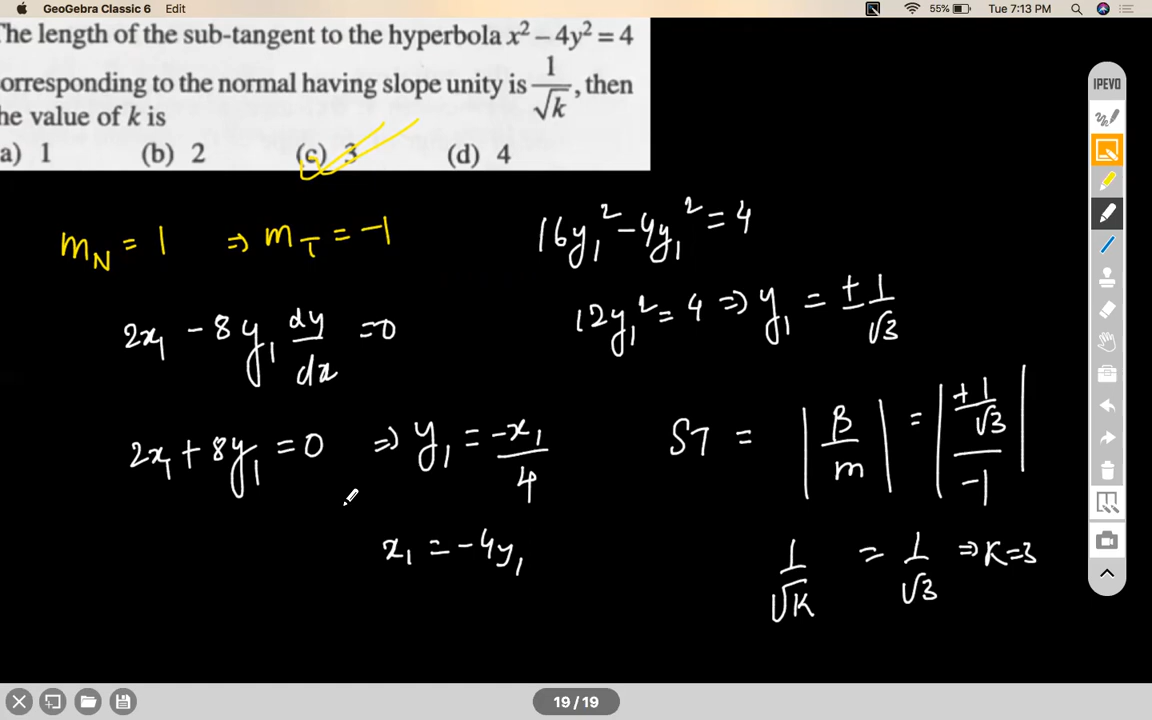 GeoGebra Classic 6 Edit 55% Tue 7:13 PM
The length of the sub-tangent to the hyperbola x² – 4y² = 4
orresponding to the normal having slope unity is 1/√k, then
he value of k is
a) 1 (b) 2 (c) 3 (d) 4
IPEVO
m_N = 1 ⇒ m_T = -1
2x₁ - 8y₁ dy/dx = 0
2x₁ + 8y₁ = 0 ⇒ y₁ = -x₁/4
x₁ = -4y₁
16y₁² - 4y₁² = 4
12y₁² = 4 ⇒ y₁ = ± 1/√3
ST = |β/m| = |(+1/√3)/-1|
1/√K = 1/√3 ⇒ K=3
19 / 19